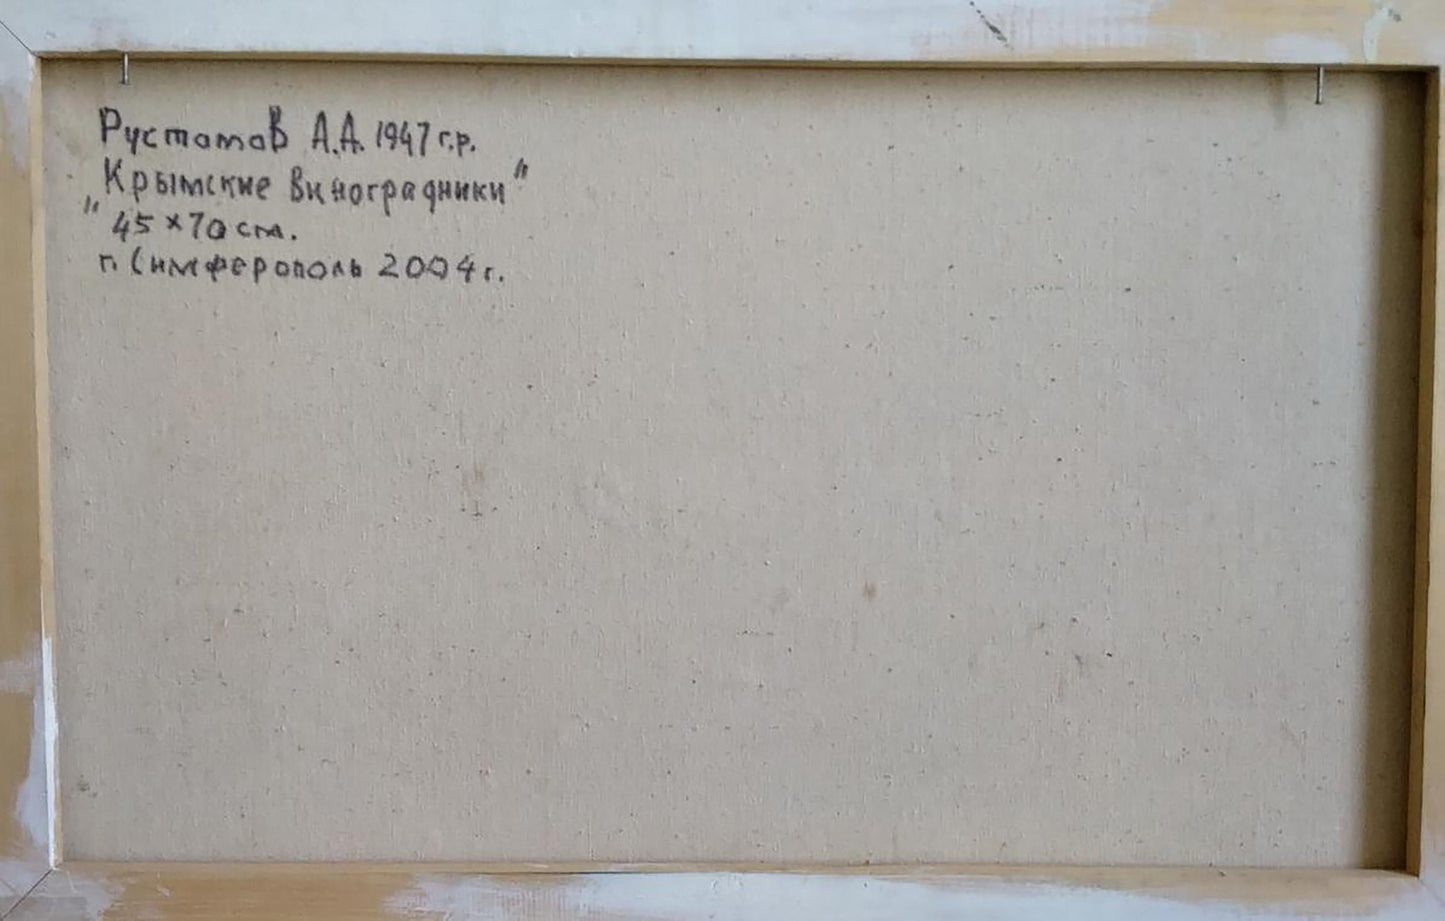 Рустамов А.А. 1947 г.р.
"Крымские виноградники"
45×70 см.
г. Симферополь 2004 г.